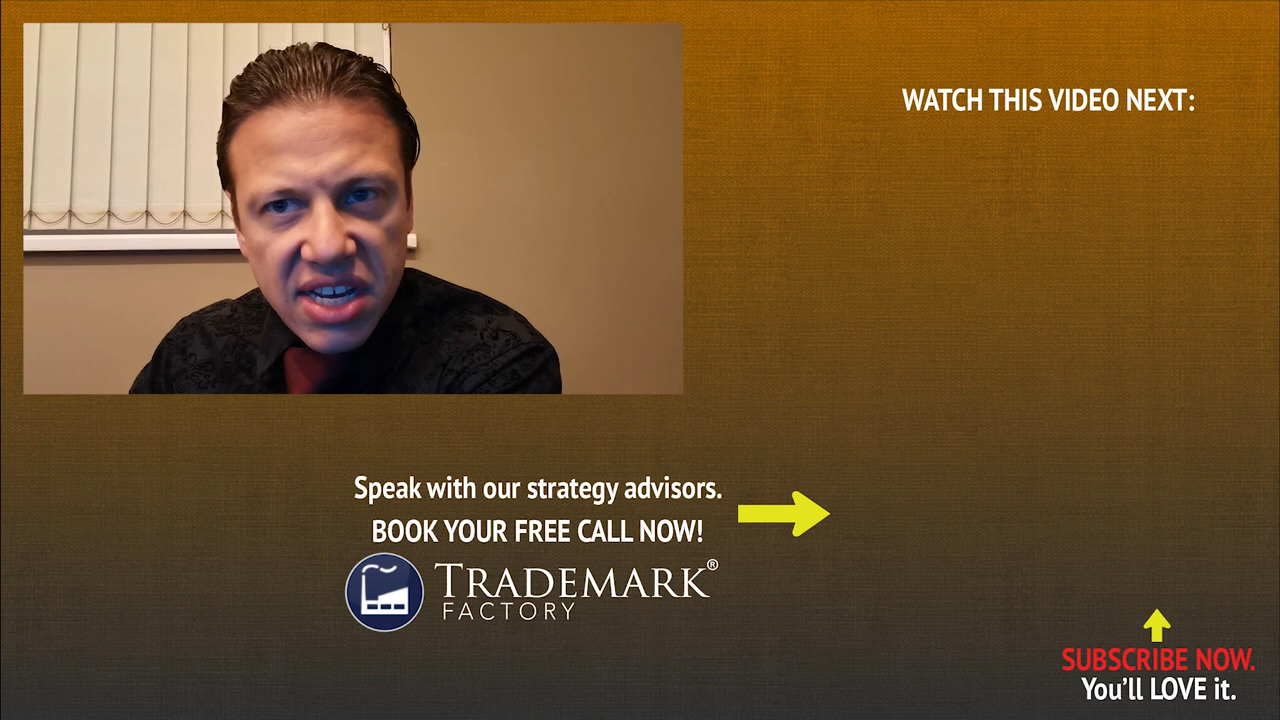 WATCH THIS VIDEO NEXT:
Speak with our strategy advisors.
BOOK YOUR FREE CALL NOW!
TRADEMARK®
FACTORY
SUBSCRIBE NOW.
You'll LOVE it.